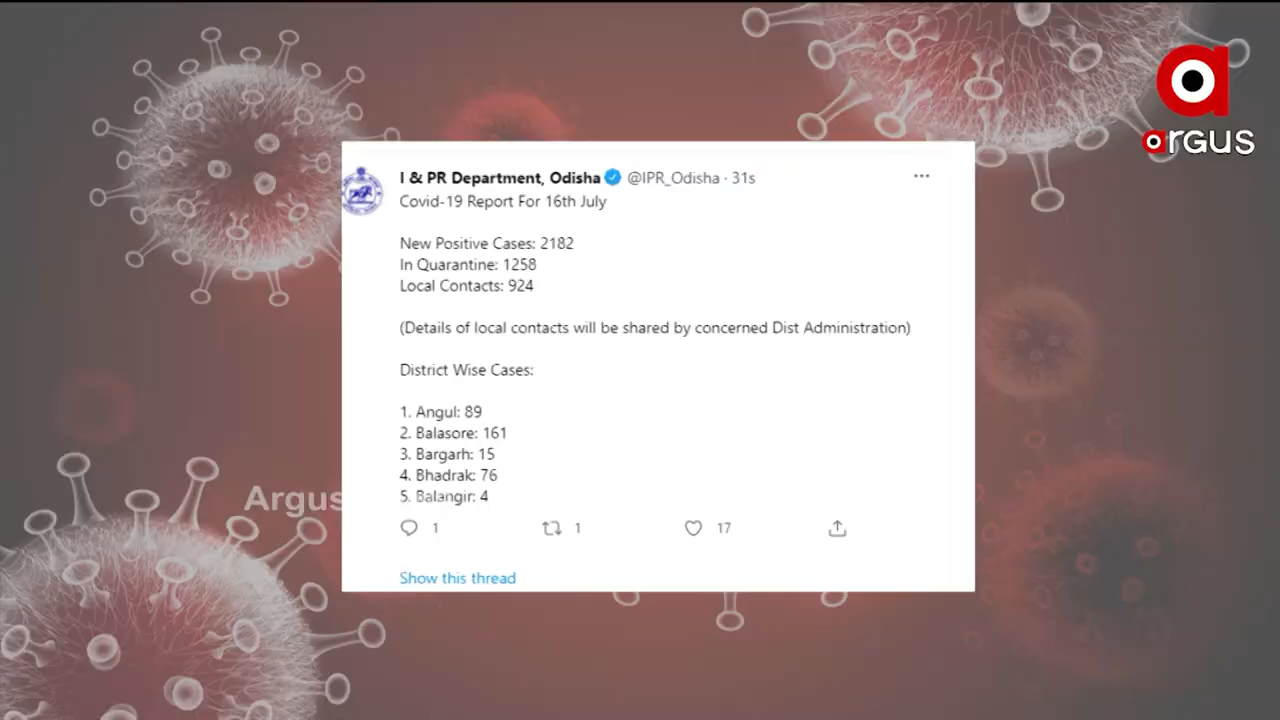 argus
I & PR Department, Odisha @IPR_Odisha · 31s
Covid-19 Report For 16th July
New Positive Cases: 2182
In Quarantine: 1258
Local Contacts: 924
(Details of local contacts will be shared by concerned Dist Administration)
District Wise Cases:
1. Angul: 89
2. Balasore: 161
3. Bargarh: 15
4. Bhadrak: 76
5. Balangir: 4
Argus
1 1 17
Show this thread